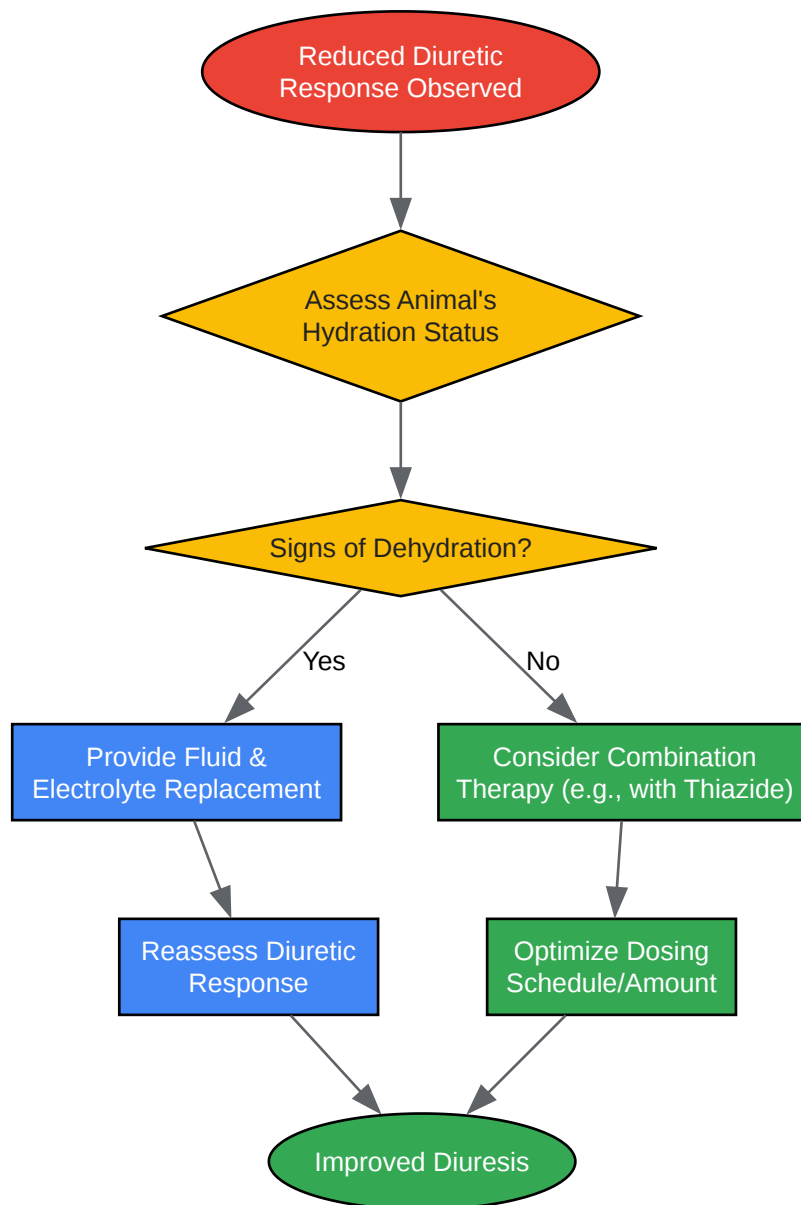 Reduced Diuretic
Response Observed
Assess Animal's
Hydration Status
Signs of Dehydration?
Yes
No
Provide Fluid &
Electrolyte Replacement
Consider Combination
Therapy (e.g., with Thiazide)
Reassess Diuretic
Response
Optimize Dosing
Schedule/Amount
Improved Diuresis